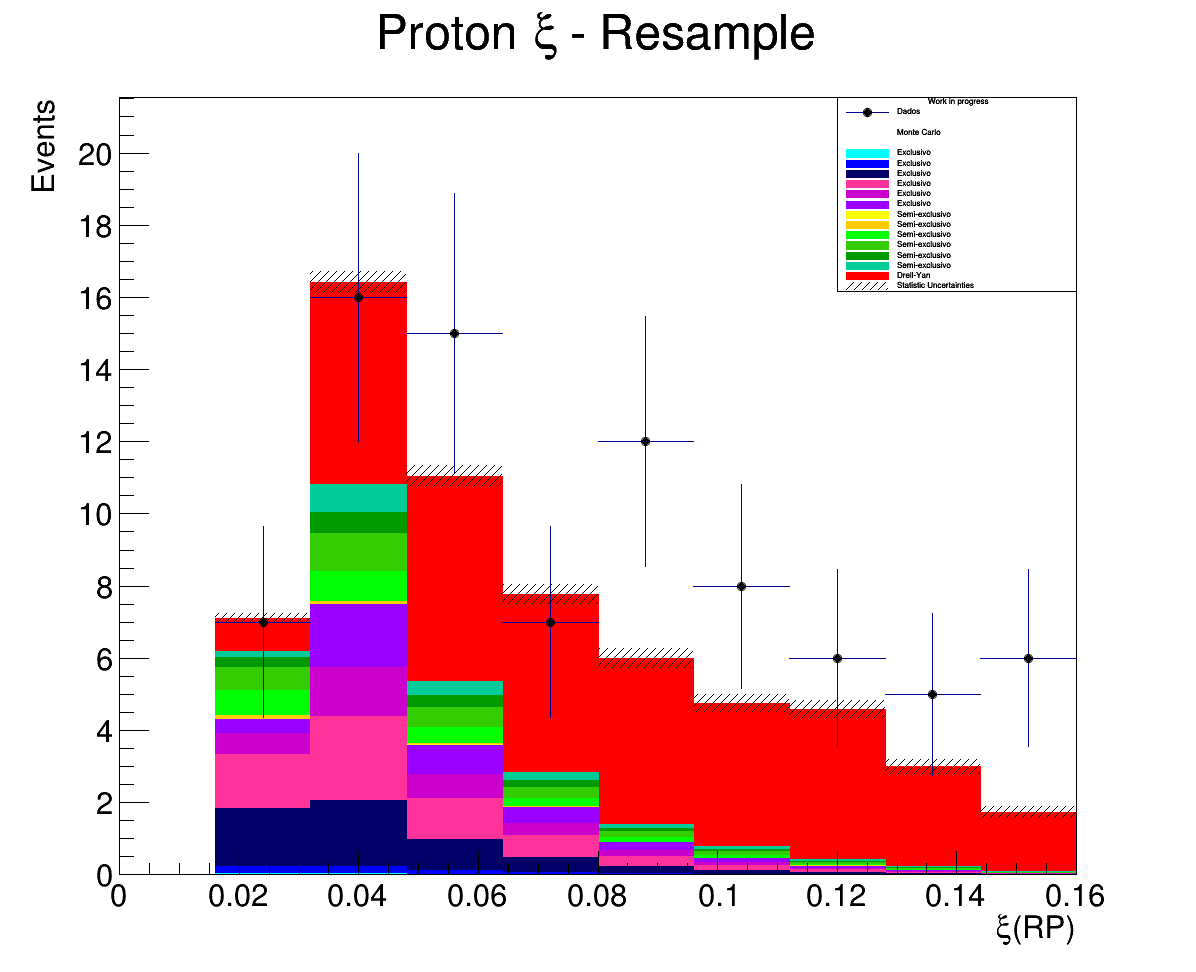 Proton ξ - Resample
Events
Work in progress
Dados
Monte Carlo
Exclusivo
Exclusivo
Exclusivo
Exclusivo
Exclusivo
Exclusivo
Semi-exclusivo
Semi-exclusivo
Semi-exclusivo
Semi-exclusivo
Semi-exclusivo
Semi-exclusivo
Drell-Yan
Statistic Uncertainties
20
18
16
14
12
10
8
6
4
2
0
0 0.02 0.04 0.06 0.08 0.1 0.12 0.14 0.16
ξ(RP)